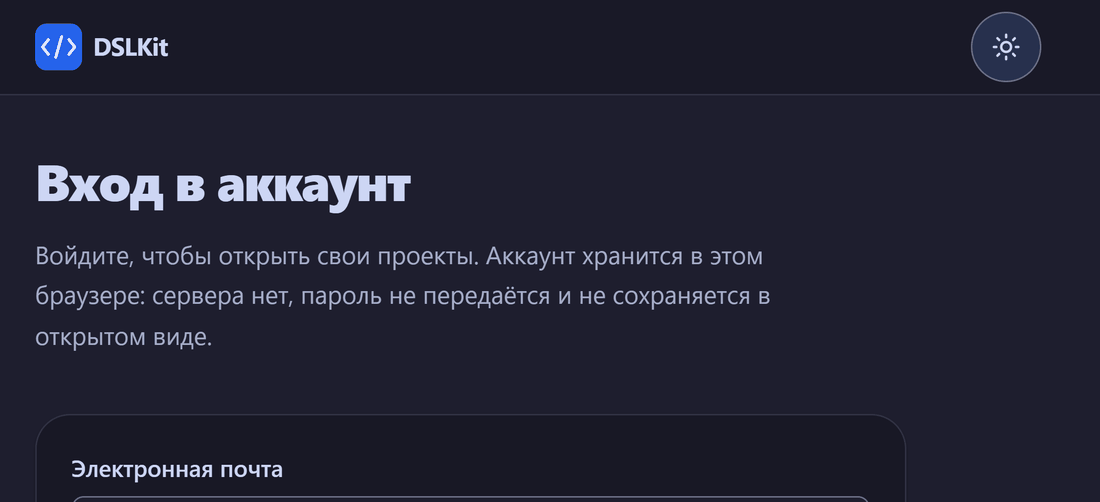 DSLKit
Вход в аккаунт
Войдите, чтобы открыть свои проекты. Аккаунт хранится в этом
браузере: сервера нет, пароль не передаётся и не сохраняется в
открытом виде.
Электронная почта